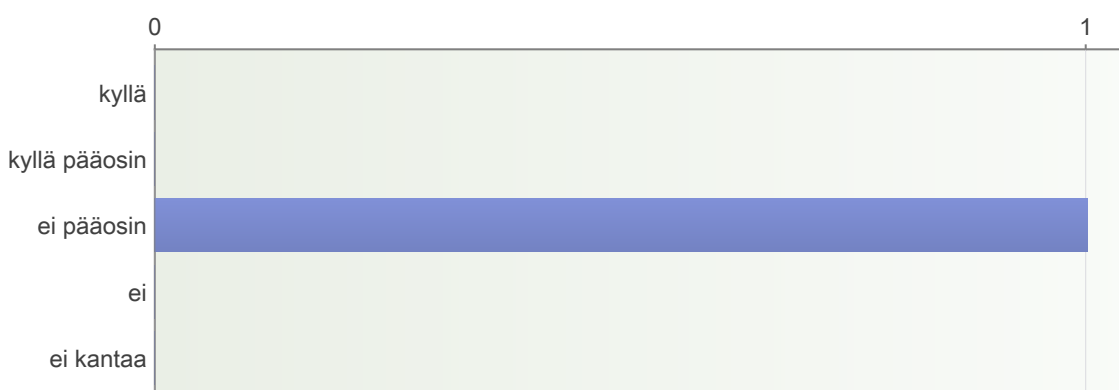 0 1
kyllä
kyllä pääosin
ei pääosin
ei
ei kantaa